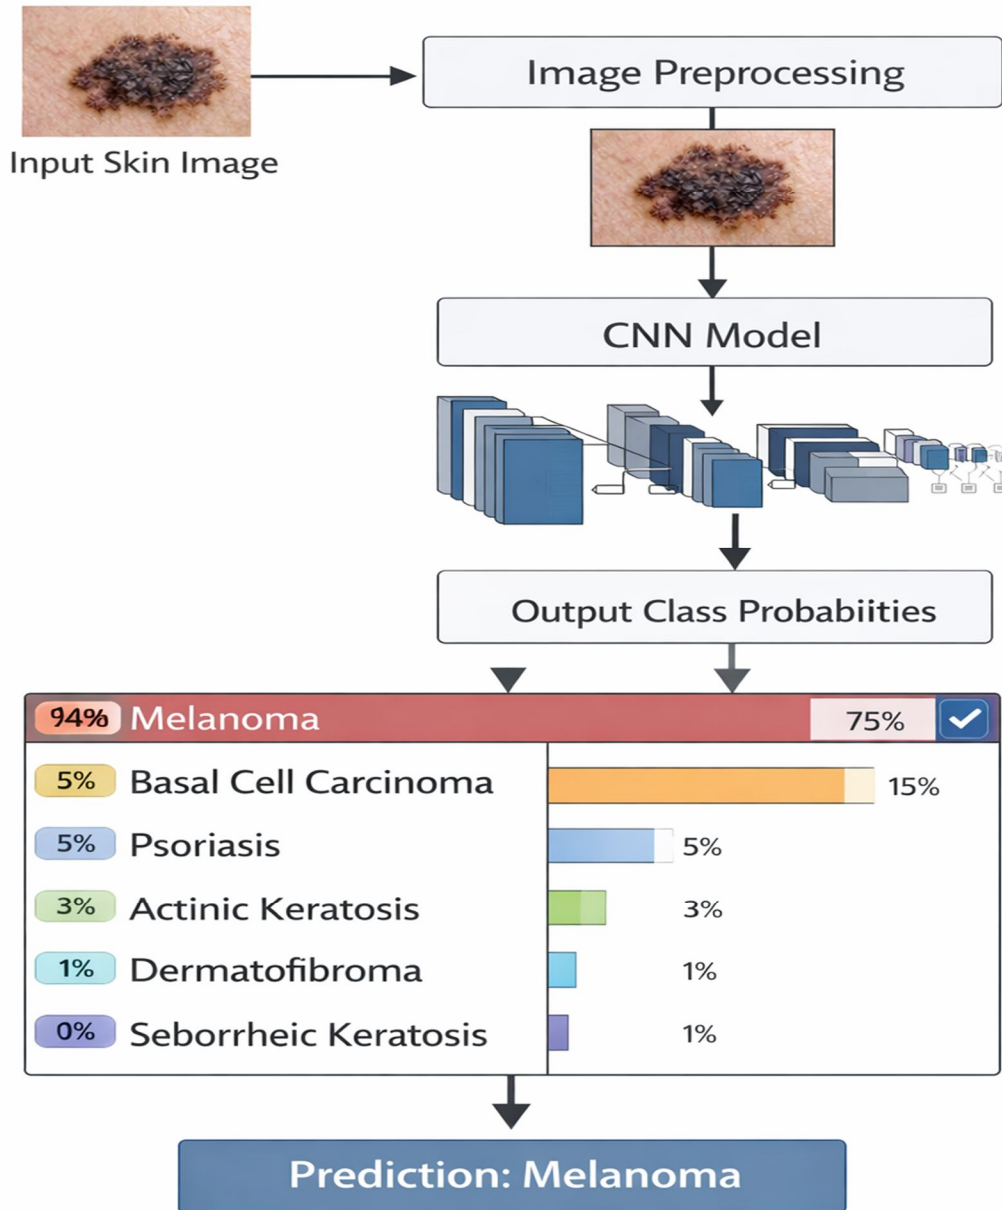 Input Skin Image
Image Preprocessing
CNN Model
Output Class Probabiities
94% Melanoma 75%
5% Basal Cell Carcinoma 15%
5% Psoriasis 5%
3% Actinic Keratosis 3%
1% Dermatofibroma 1%
0% Seborrheic Keratosis 1%
Prediction: Melanoma